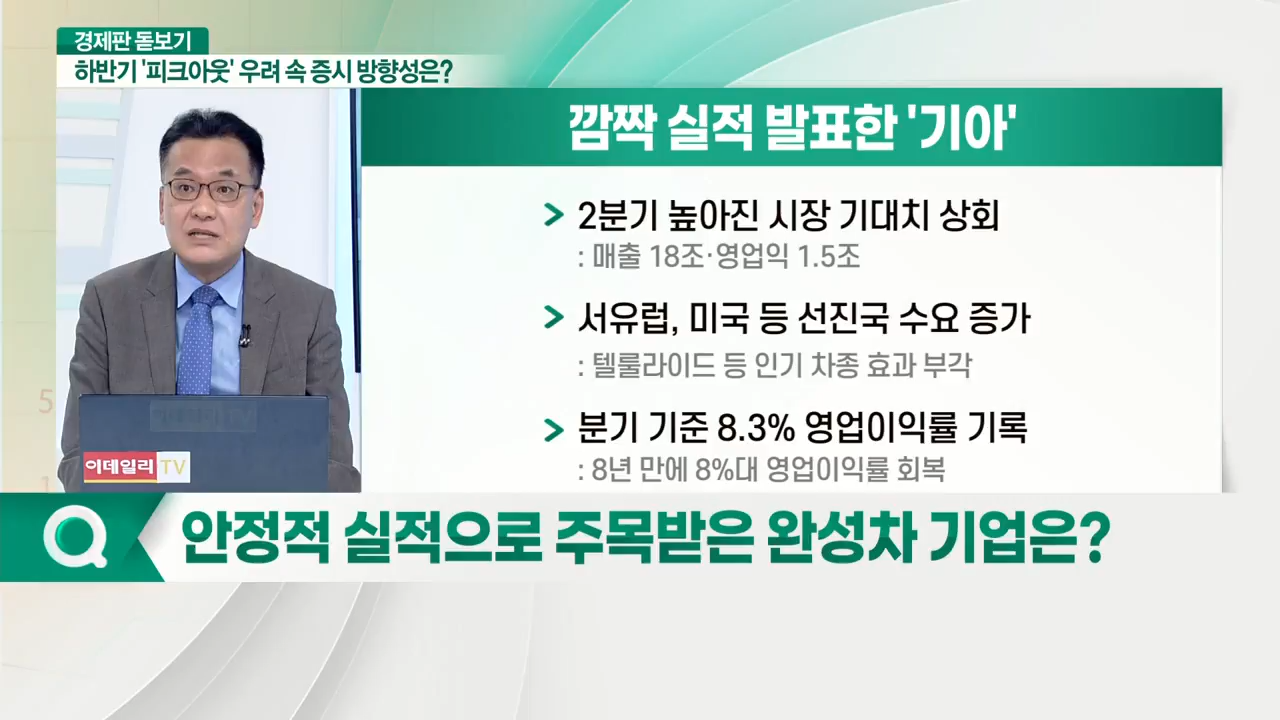 경제판 돋보기
하반기 '피크아웃' 우려 속 증시 방향성은?
깜짝 실적 발표한 '기아'
2분기 높아진 시장 기대치 상회
: 매출 18조·영업익 1.5조
서유럽, 미국 등 선진국 수요 증가
: 텔룰라이드 등 인기 차종 효과 부각
분기 기준 8.3% 영업이익률 기록
: 8년 만에 8%대 영업이익률 회복
이데일리 TV
안정적 실적으로 주목받은 완성차 기업은?